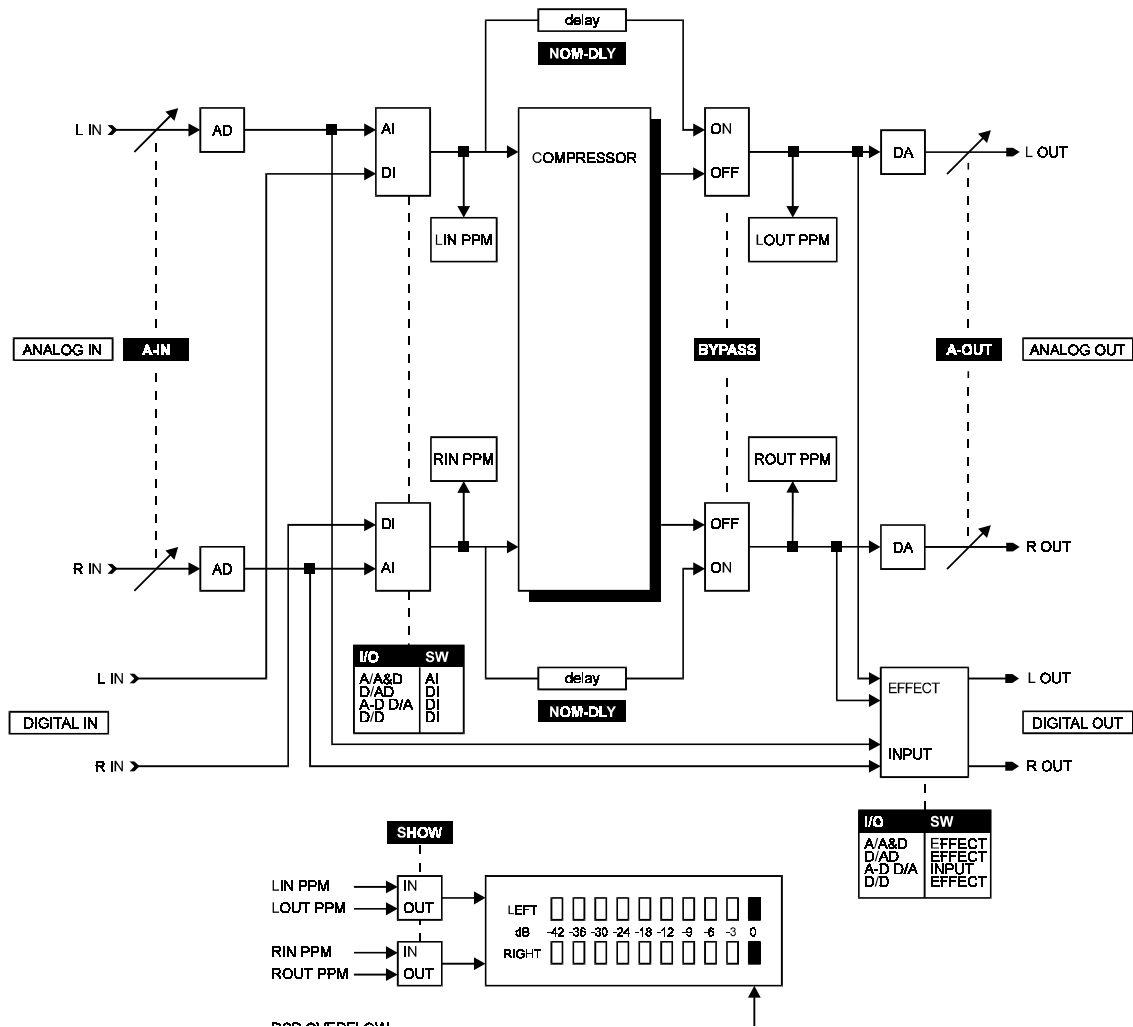 delay
NOM-DLY
L IN
AD
AI
DI
COMPRESSOR
ON
OFF
DA
L OUT
LIN PPM
LOUT PPM
ANALOG IN
A-IN
BYPASS
A-OUT
ANALOG OUT
RIN PPM
ROUT PPM
DI
AI
OFF
ON
R IN
AD
DA
R OUT
I/O SW
A/A&D AI
D/AD DI
A-D D/A DI
D/D DI
delay
NOM-DLY
L IN
DIGITAL IN
R IN
EFFECT
INPUT
L OUT
DIGITAL OUT
R OUT
I/O SW
A/A&D EFFECT
D/AD EFFECT
A-D D/A INPUT
D/D EFFECT
SHOW
LIN PPM
LOUT PPM
IN
OUT
RIN PPM
ROUT PPM
IN
OUT
LEFT
dB -42 -36 -30 -24 -18 -12 -9 -6 -3 0
RIGHT
DSP OVERFLOW